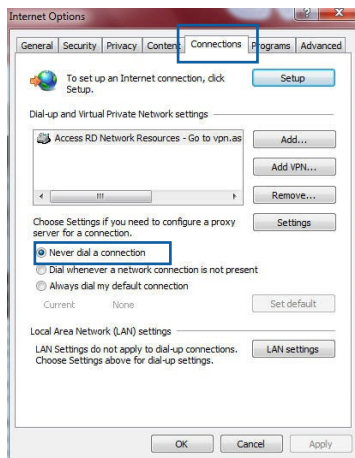 Internet Options
General Security Privacy Content Connections Programs Advanced
To set up an Internet connection, click
Setup.
Setup
Dial-up and Virtual Private Network settings
Access RD Network Resources - Go to vpn.as
Add...
Add VPN...
Remove...
Choose Settings if you need to configure a proxy
server for a connection.
Settings
Never dial a connection
Dial whenever a network connection is not present
Always dial my default connection
Current None
Set default
Local Area Network (LAN) settings
LAN Settings do not apply to dial-up connections.
Choose Settings above for dial-up settings.
LAN settings
OK Cancel Apply